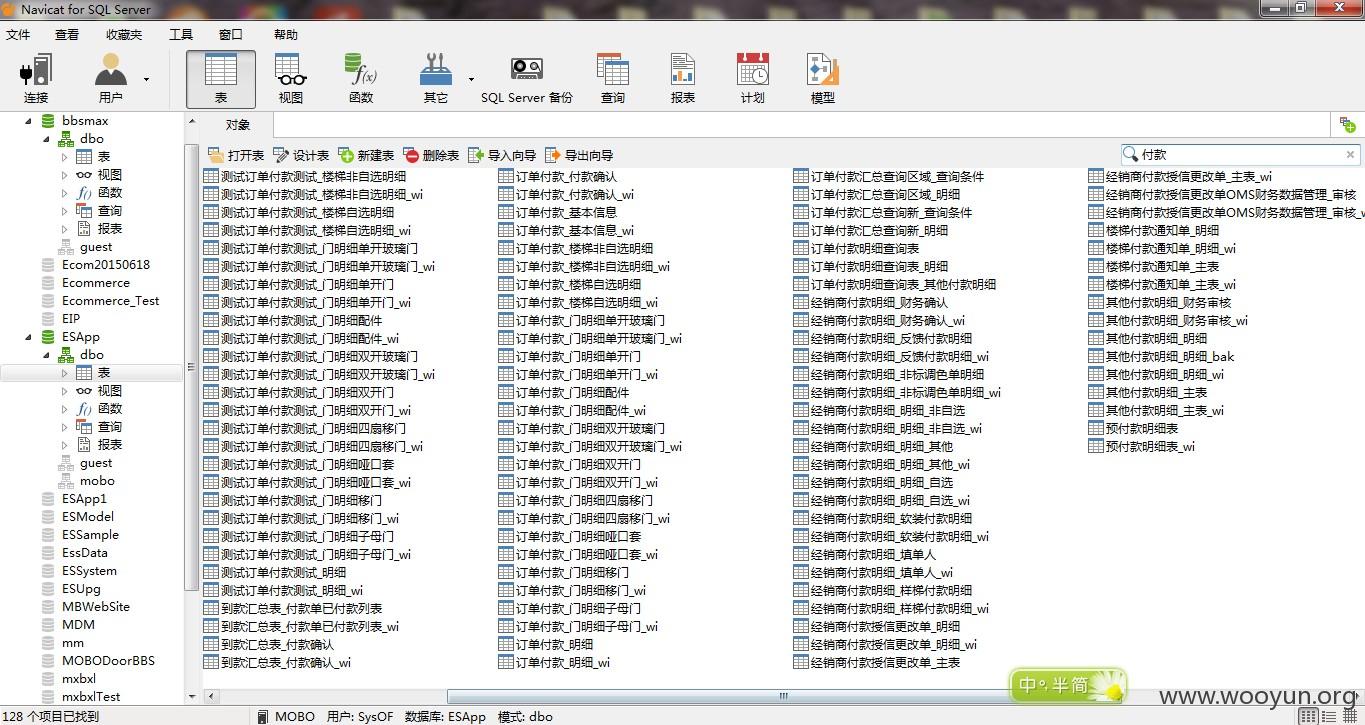 Navicat for SQL Server
文件 查看 收藏夹 工具 窗口 帮助
连接 用户 表 视图 函数 其它 SQL Server 备份 查询 报表 计划 模型
bbsmax
dbo
表
视图
函数
查询
报表
guest
Ecom20150618
Ecommerce
Ecommerce_Test
EIP
ESApp
dbo
表
视图
函数
查询
报表
guest
mobo
ESApp1
ESModel
ESSample
EssData
ESSystem
ESUpg
MBWebSite
MDM
mm
MOBODoorBBS
mxbxl
mxbxlTest
对象
打开表 设计表 新建表 删除表 导入向导 导出向导
付款
测试订单付款测试_楼梯非自选明细
测试订单付款测试_楼梯非自选明细_wi
测试订单付款测试_楼梯自选明细
测试订单付款测试_楼梯自选明细_wi
测试订单付款测试_门明细单开玻璃门
测试订单付款测试_门明细单开玻璃门_wi
测试订单付款测试_门明细单开门
测试订单付款测试_门明细单开门_wi
测试订单付款测试_门明细配件
测试订单付款测试_门明细配件_wi
测试订单付款测试_门明细双开玻璃门
测试订单付款测试_门明细双开玻璃门_wi
测试订单付款测试_门明细双开门
测试订单付款测试_门明细双开门_wi
测试订单付款测试_门明细四扇移门
测试订单付款测试_门明细四扇移门_wi
测试订单付款测试_门明细哑口套
测试订单付款测试_门明细哑口套_wi
测试订单付款测试_门明细移门
测试订单付款测试_门明细移门_wi
测试订单付款测试_门明细子母门
测试订单付款测试_门明细子母门_wi
测试订单付款测试_明细
测试订单付款测试_明细_wi
到款汇总表_付款单已付款列表
到款汇总表_付款单已付款列表_wi
到款汇总表_付款确认
到款汇总表_付款确认_wi
订单付款_付款确认
订单付款_付款确认_wi
订单付款_基本信息
订单付款_基本信息_wi
订单付款_楼梯非自选明细
订单付款_楼梯非自选明细_wi
订单付款_楼梯自选明细
订单付款_楼梯自选明细_wi
订单付款_门明细单开玻璃门
订单付款_门明细单开玻璃门_wi
订单付款_门明细单开门
订单付款_门明细单开门_wi
订单付款_门明细配件
订单付款_门明细配件_wi
订单付款_门明细双开玻璃门
订单付款_门明细双开玻璃门_wi
订单付款_门明细双开门
订单付款_门明细双开门_wi
订单付款_门明细四扇移门
订单付款_门明细四扇移门_wi
订单付款_门明细哑口套
订单付款_门明细哑口套_wi
订单付款_门明细移门
订单付款_门明细移门_wi
订单付款_门明细子母门
订单付款_门明细子母门_wi
订单付款_明细
订单付款_明细_wi
订单付款汇总查询区域_查询条件
订单付款汇总查询区域_明细
订单付款汇总查询新_查询条件
订单付款汇总查询新_明细
订单付款明细查询表
订单付款明细查询表_明细
订单付款明细查询表_其他付款明细
经销商付款明细_财务确认
经销商付款明细_财务确认_wi
经销商付款明细_反馈付款明细
经销商付款明细_反馈付款明细_wi
经销商付款明细_非标调色单明细
经销商付款明细_非标调色单明细_wi
经销商付款明细_明细_非自选
经销商付款明细_明细_非自选_wi
经销商付款明细_明细_其他
经销商付款明细_明细_其他_wi
经销商付款明细_明细_自选
经销商付款明细_明细_自选_wi
经销商付款明细_软装付款明细
经销商付款明细_软装付款明细_wi
经销商付款明细_填单人
经销商付款明细_填单人_wi
经销商付款明细_样梯付款明细
经销商付款明细_样梯付款明细_wi
经销商付款授信更改单_明细
经销商付款授信更改单_明细_wi
经销商付款授信更改单_主表
经销商付款授信更改单_主表_wi
经销商付款授信更改单OMS财务数据管理_审核
经销商付款授信更改单OMS财务数据管理_审核_w
楼梯付款通知单_明细
楼梯付款通知单_明细_wi
楼梯付款通知单_主表
楼梯付款通知单_主表_wi
其他付款明细_财务审核
其他付款明细_财务审核_wi
其他付款明细_明细
其他付款明细_明细_bak
其他付款明细_明细_wi
其他付款明细_主表
其他付款明细_主表_wi
预付款明细表
预付款明细表_wi
中 半 简
www.wooyun.org
128 个项目已找到 MOBO 用户: SysOF 数据库: ESApp 模式: dbo